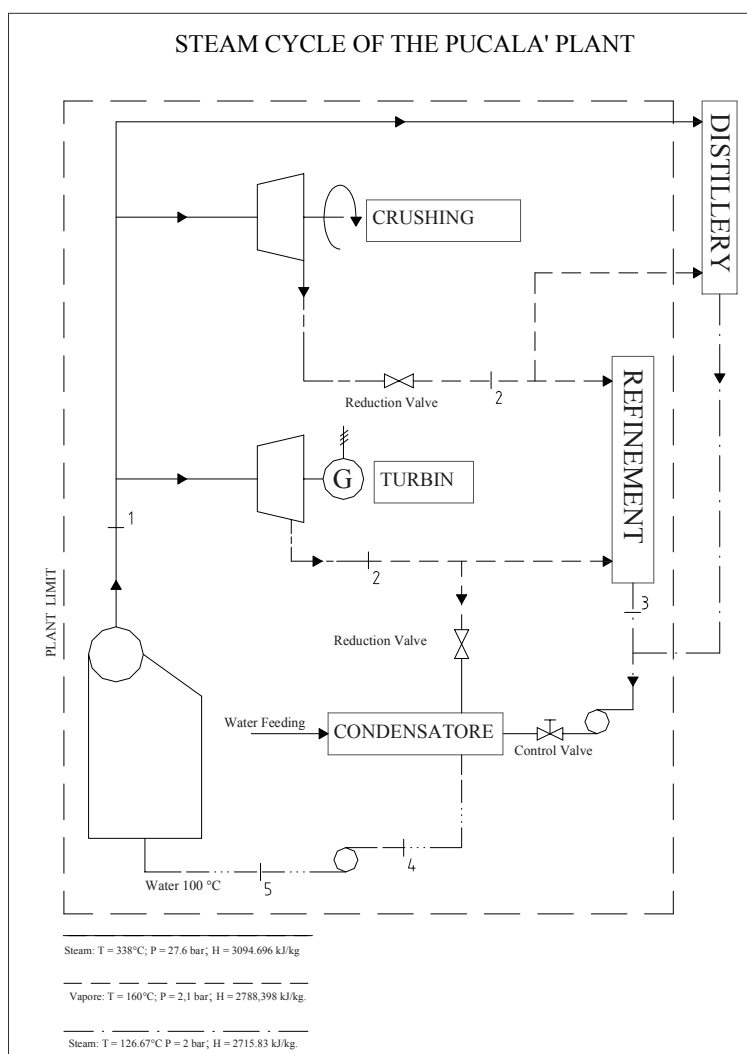 STEAM CYCLE OF THE PUCALA' PLANT
DISTILLERY
CRUSHING
2
Reduction Valve
REFINEMENT
G
TURBIN
1
2
3
PLANT LIMIT
Reduction Valve
Water Feeding
CONDENSATORE
Control Valve
4
Water 100 °C
5
Steam: T = 338°C; P = 27.6 bar; H = 3094.696 kJ/kg
Vapore: T = 160°C; P = 2,1 bar; H = 2788,398 kJ/kg.
Steam: T = 126.67°C P = 2 bar; H = 2715.83 kJ/kg.